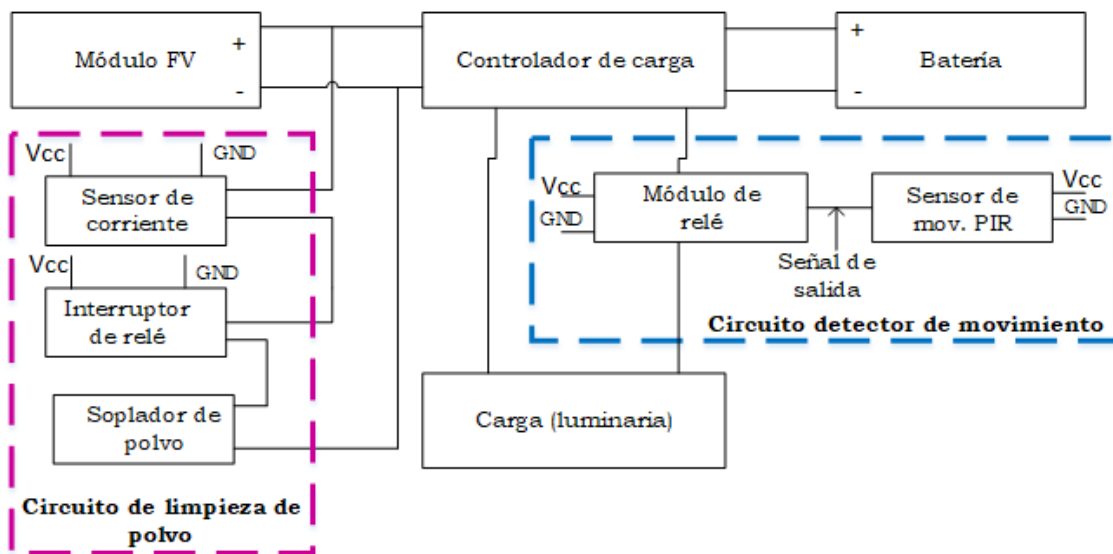 Módulo FV
+
-
Controlador de carga
+
-
Batería
Vcc
GND
Sensor de
corriente
Vcc
GND
Interruptor
de relé
Soplador de
polvo
Circuito de limpieza de
polvo
Vcc
GND
Módulo de
relé
Sensor de
mov. PIR
Vcc
GND
Señal de
salida
Circuito detector de movimiento
Carga (luminaria)